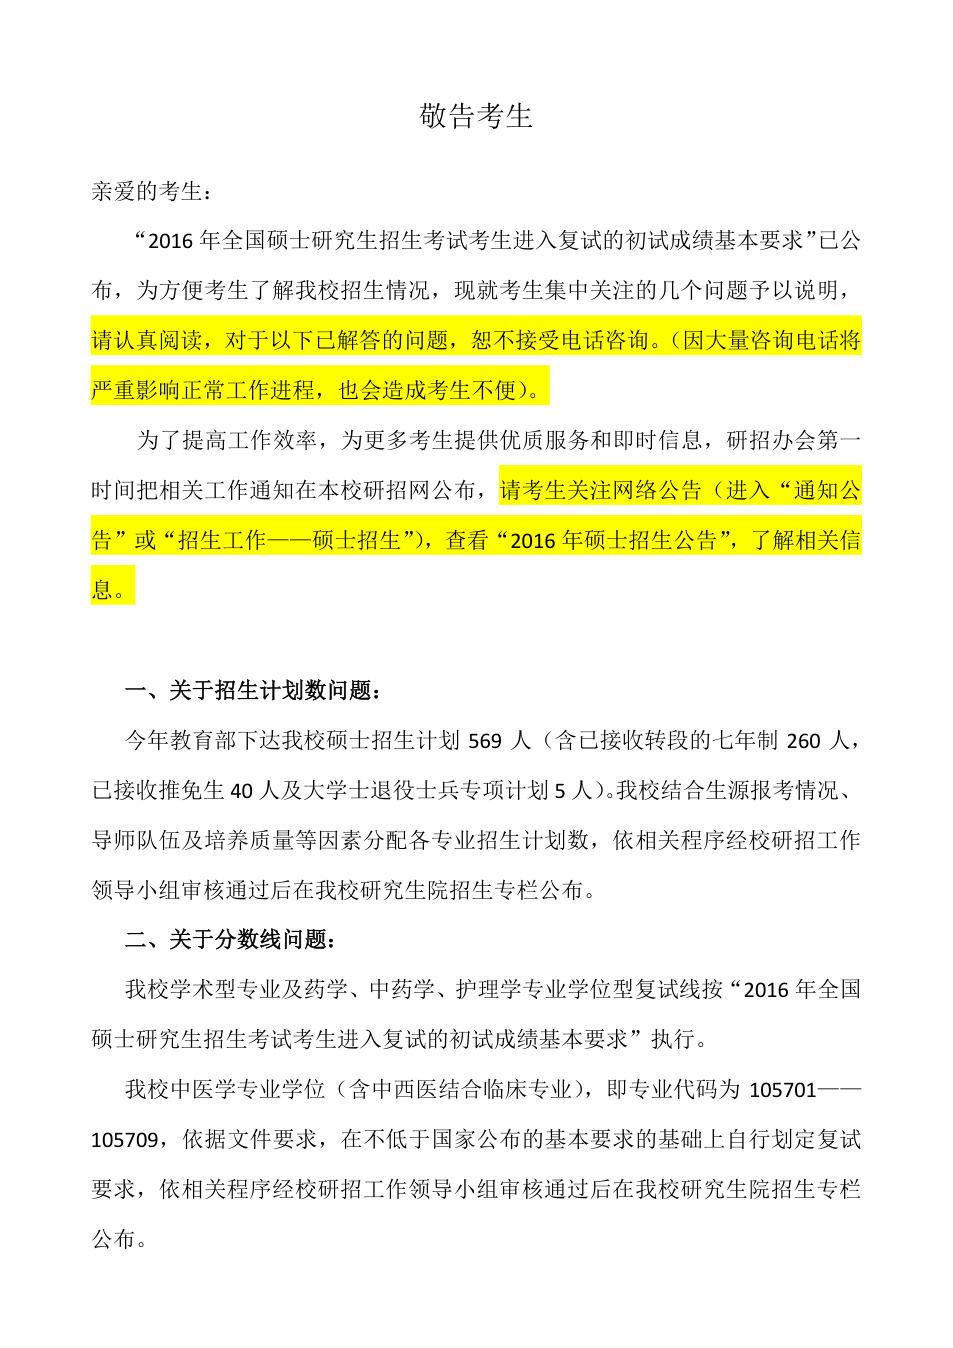 敬告考生
亲爱的考生：
“2016 年全国硕士研究生招生考试考生进入复试的初试成绩基本要求”已公
布，为方便考生了解我校招生情况，现就考生集中关注的几个问题予以说明，
请认真阅读，对于以下已解答的问题，恕不接受电话咨询。（因大量咨询电话将
严重影响正常工作进程，也会造成考生不便）。
为了提高工作效率，为更多考生提供优质服务和即时信息，研招办会第一
时间把相关工作通知在本校研招网公布，请考生关注网络公告（进入“通知公
告”或“招生工作——硕士招生”），查看“2016 年硕士招生公告”，了解相关信
息。
一、关于招生计划数问题：
今年教育部下达我校硕士招生计划 569 人（含已接收转段的七年制 260 人，
已接收推免生 40 人及大学士退役士兵专项计划 5 人）。我校结合生源报考情况、
导师队伍及培养质量等因素分配各专业招生计划数，依相关程序经校研招工作
领导小组审核通过后在我校研究生院招生专栏公布。
二、关于分数线问题：
我校学术型专业及药学、中药学、护理学专业学位型复试线按“2016 年全国
硕士研究生招生考试考生进入复试的初试成绩基本要求”执行。
我校中医学专业学位（含中西医结合临床专业），即专业代码为 105701——
105709，依据文件要求，在不低于国家公布的基本要求的基础上自行划定复试
要求，依相关程序经校研招工作领导小组审核通过后在我校研究生院招生专栏
公布。